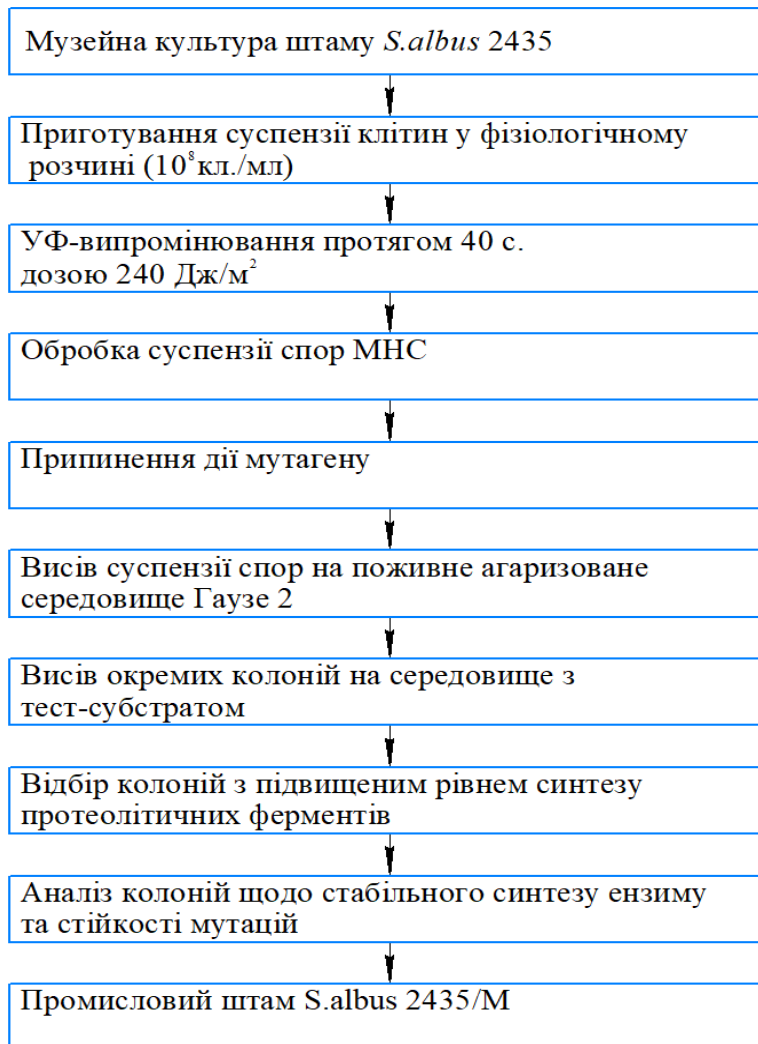 Музейна культура штаму S.albus 2435
Приготування суспензії клітин у фізіологічному
розчині (10⁸кл./мл)
УФ-випромінювання протягом 40 с.
дозою 240 Дж/м²
Обробка суспензії спор МНС
Припинення дії мутагену
Висів суспензії спор на поживне агаризоване
середовище Гаузе 2
Висів окремих колоній на середовище з
тест-субстратом
Відбір колоній з підвищеним рівнем синтезу
протеолітичних ферментів
Аналіз колоній щодо стабільного синтезу ензиму
та стійкості мутацій
Промисловий штам S.albus 2435/М